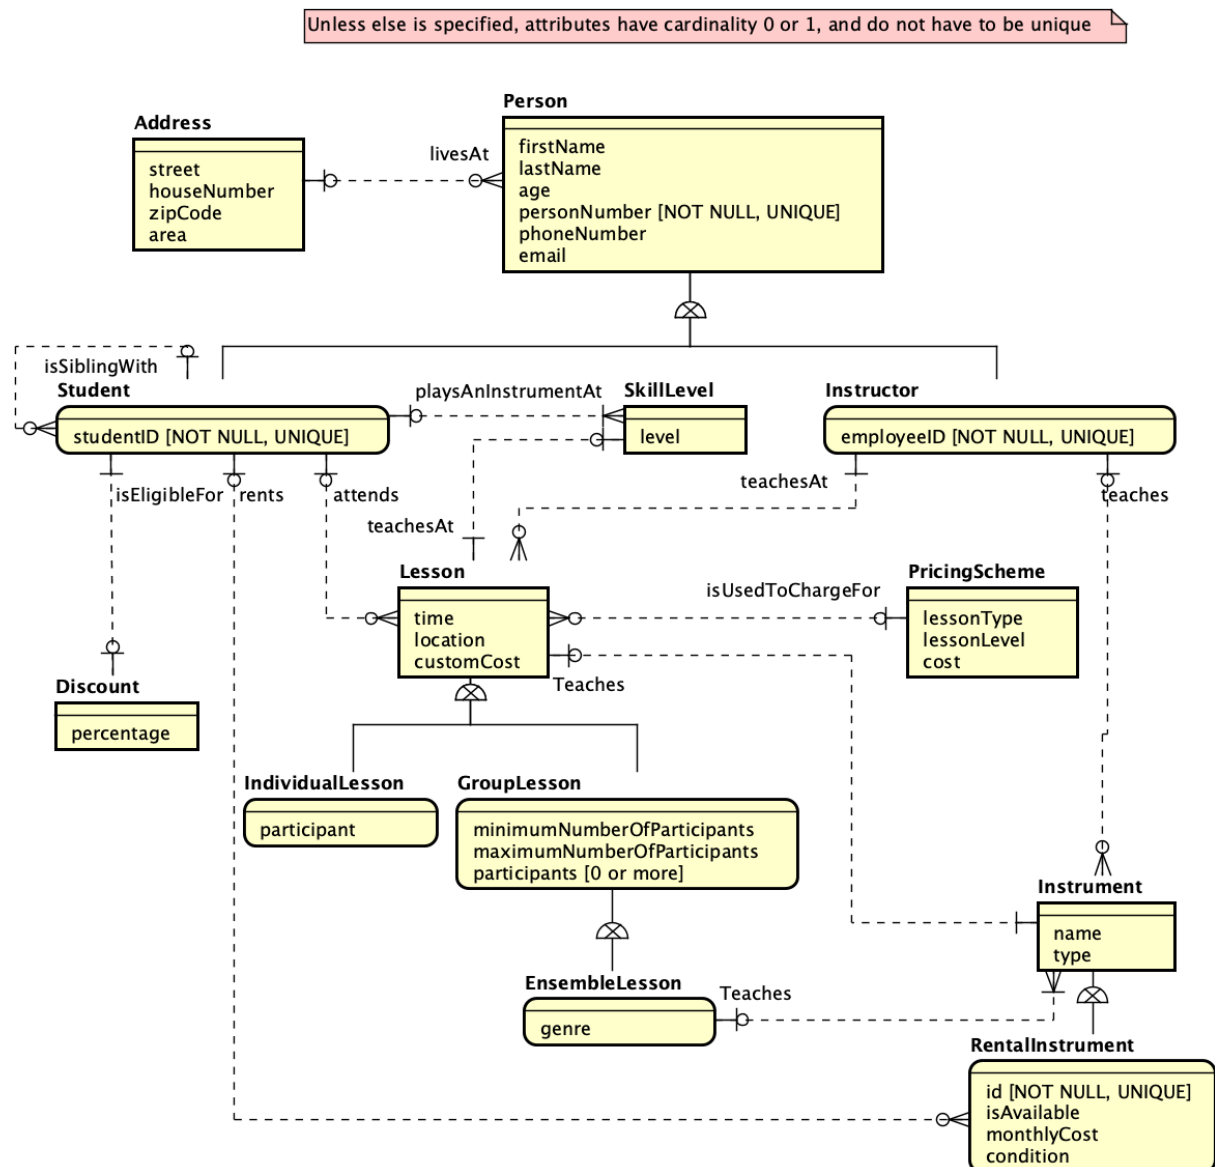 Unless else is specified, attributes have cardinality 0 or 1, and do not have to be unique
Person
firstName
lastName
age
personNumber [NOT NULL, UNIQUE]
phoneNumber
email
Address
street
houseNumber
zipCode
area
livesAt
isSiblingWith
Student
studentID [NOT NULL, UNIQUE]
playsAnInstrumentAt
SkillLevel
level
Instructor
employeeID [NOT NULL, UNIQUE]
isEligibleFor
rents
attends
teachesAt
teachesAt
teaches
Lesson
time
location
customCost
isUsedToChargeFor
PricingScheme
lessonType
lessonLevel
cost
Teaches
Discount
percentage
IndividualLesson
participant
GroupLesson
minimumNumberOfParticipants
maximumNumberOfParticipants
participants [0 or more]
Instrument
name
type
EnsembleLesson
genre
Teaches
RentalInstrument
id [NOT NULL, UNIQUE]
isAvailable
monthlyCost
condition